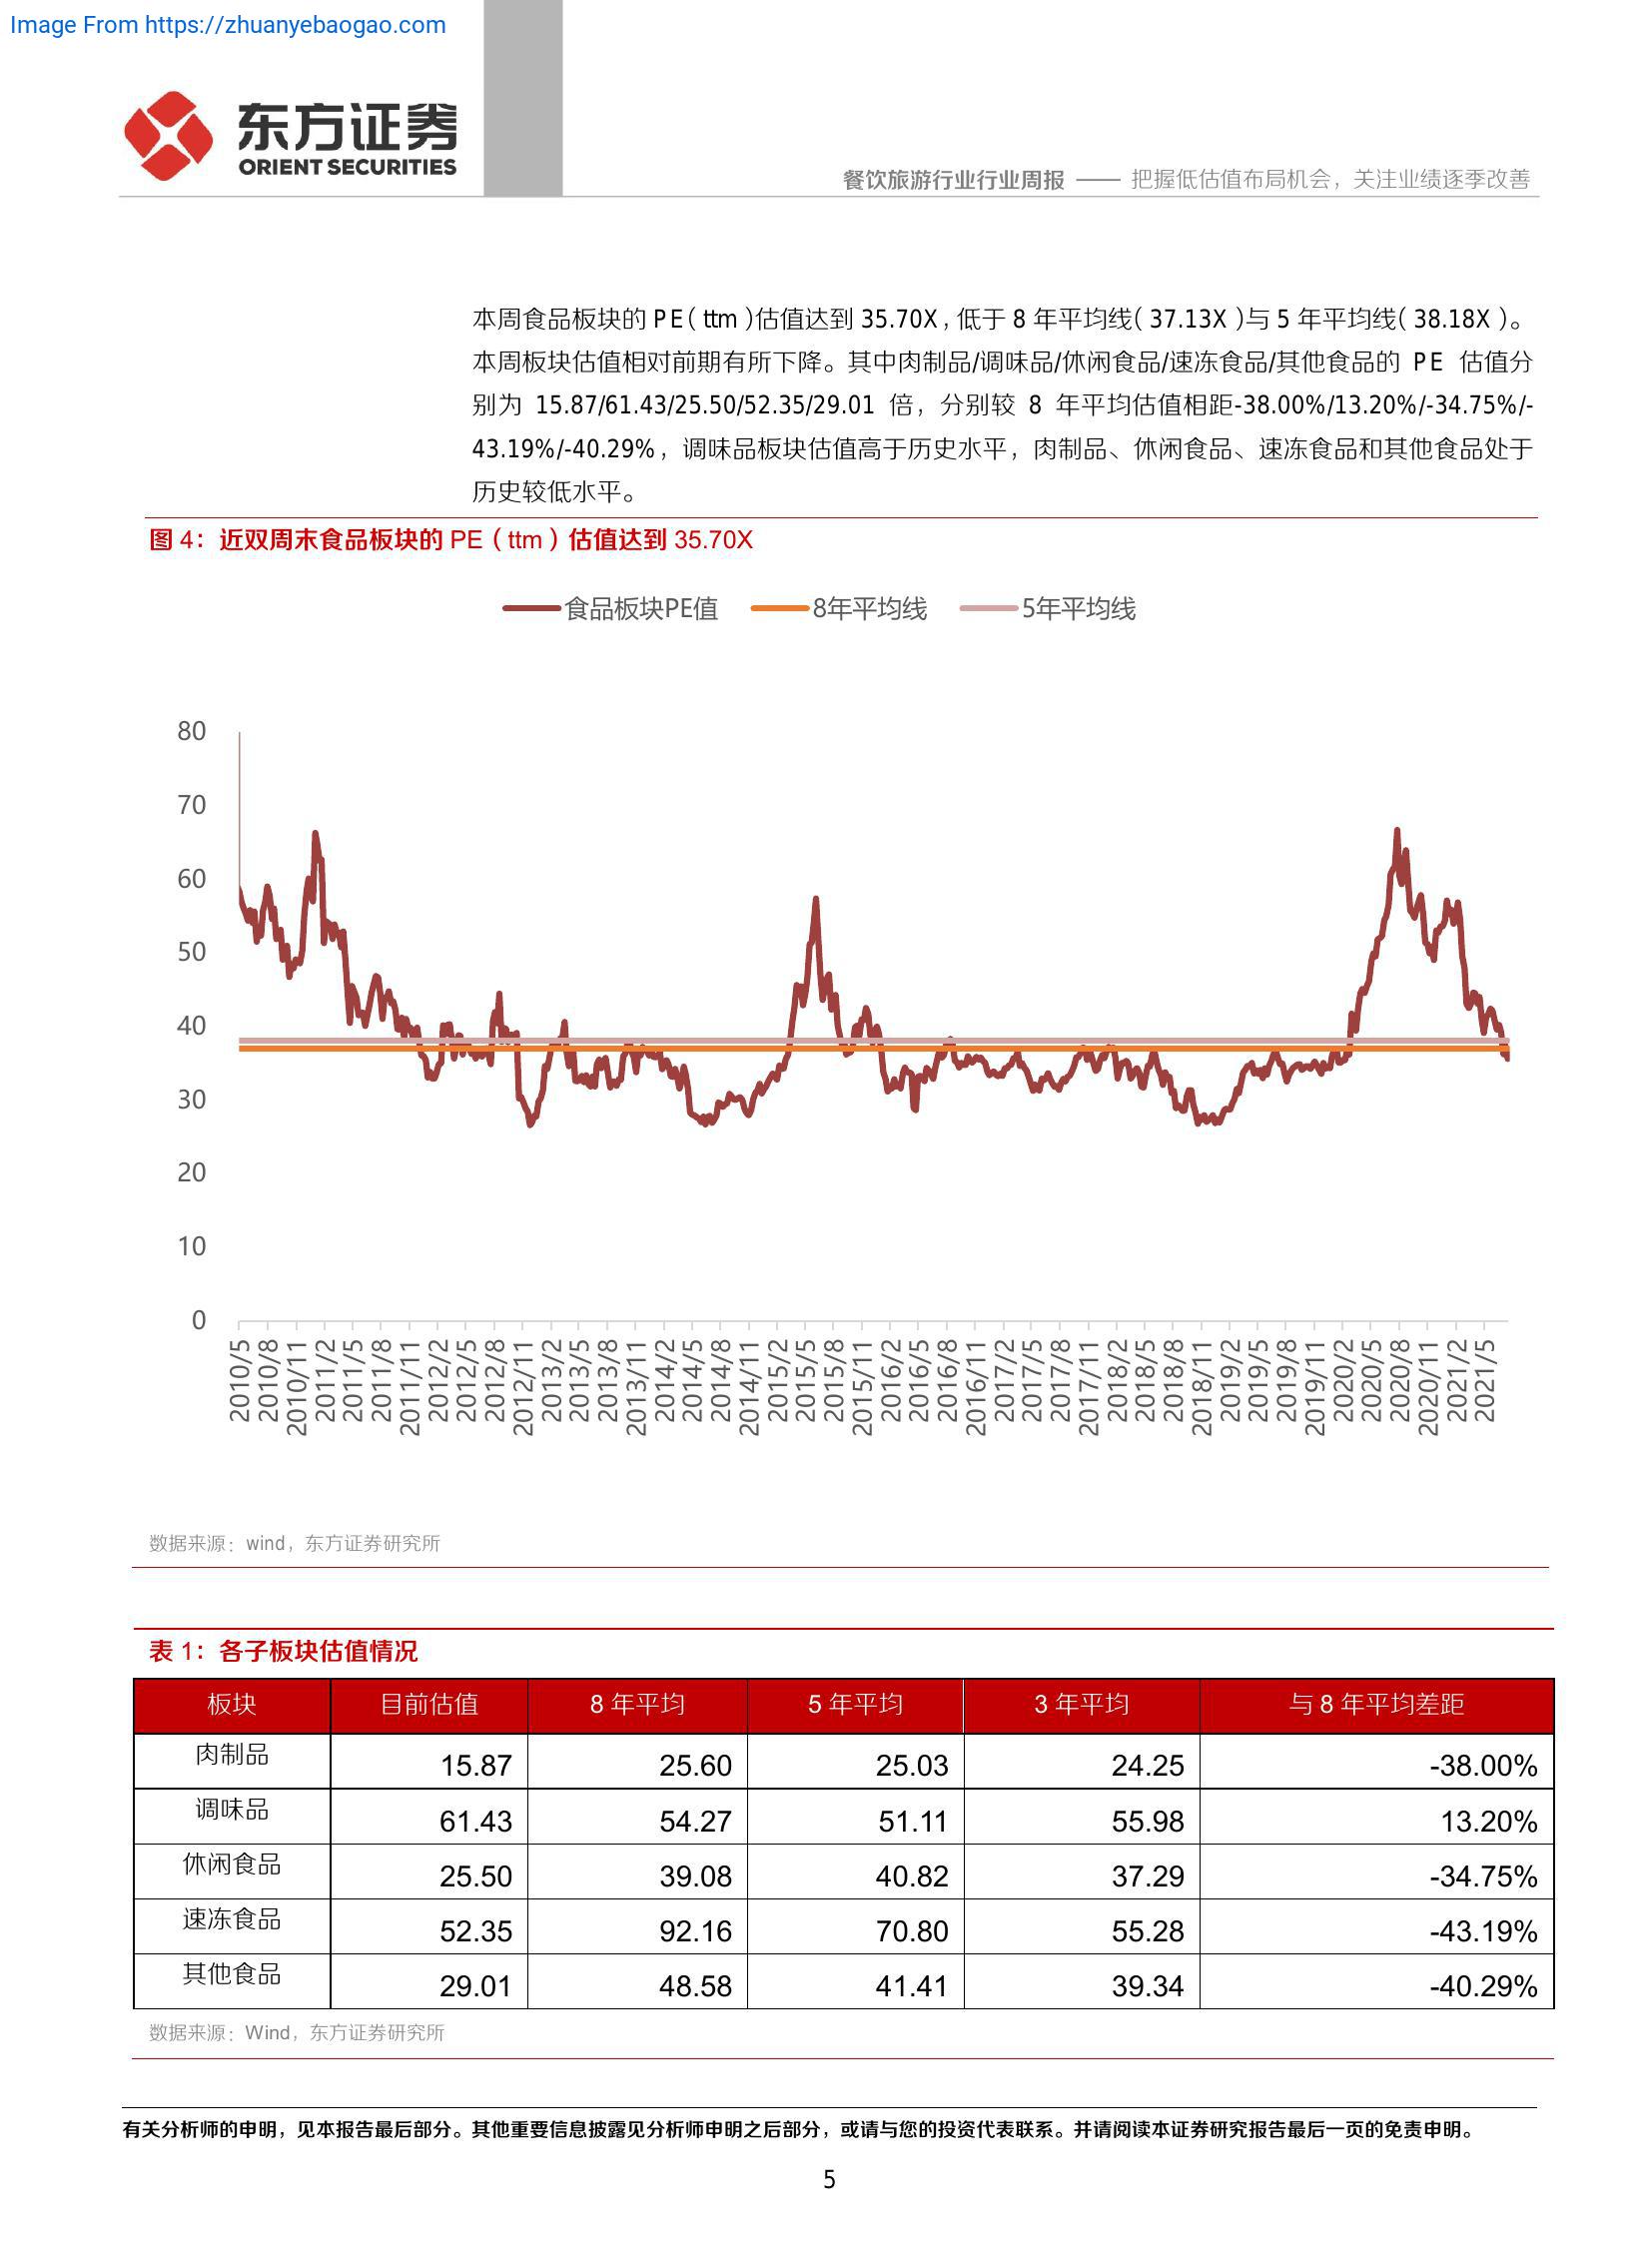 Image From https://zhuanyebaogao.com
东方证券
ORIENT SECURITIES
餐饮旅游行业行业周报 —— 把握低估值布局机会，关注业绩逐季改善
本周食品板块的 PE（ ttm ）估值达到 35.70X，低于 8 年平均线（ 37.13X ）与 5 年平均线（ 38.18X ）。
本周板块估值相对前期有所下降。其中肉制品/调味品/休闲食品/速冻食品/其他食品的 PE 估值分
别为 15.87/61.43/25.50/52.35/29.01 倍，分别较 8 年平均估值相距-38.00%/13.20%/-34.75%/-
43.19%/-40.29%，调味品板块估值高于历史水平，肉制品、休闲食品、速冻食品和其他食品处于
历史较低水平。
图 4：近双周末食品板块的 PE（ttm）估值达到 35.70X
食品板块PE值 8年平均线 5年平均线
80
70
60
50
40
30
20
10
0
2010/5 2010/8 2010/11 2011/2 2011/5 2011/8 2011/11 2012/2 2012/5 2012/8 2012/11 2013/2 2013/5 2013/8 2013/11 2014/2 2014/5 2014/8 2014/11 2015/2 2015/5 2015/8 2015/11 2016/2 2016/5 2016/8 2016/11 2017/2 2017/5 2017/8 2017/11 2018/2 2018/5 2018/8 2018/11 2019/2 2019/5 2019/8 2019/11 2020/2 2020/5 2020/8 2020/11 2021/2 2021/5
数据来源：wind，东方证券研究所
表 1：各子板块估值情况
板块 目前估值 8 年平均 5 年平均 3 年平均 与 8 年平均差距
肉制品 15.87 25.60 25.03 24.25 -38.00%
调味品 61.43 54.27 51.11 55.98 13.20%
休闲食品 25.50 39.08 40.82 37.29 -34.75%
速冻食品 52.35 92.16 70.80 55.28 -43.19%
其他食品 29.01 48.58 41.41 39.34 -40.29%
数据来源：Wind，东方证券研究所
有关分析师的申明，见本报告最后部分。其他重要信息披露见分析师申明之后部分，或请与您的投资代表联系。并请阅读本证券研究报告最后一页的免责申明。
5